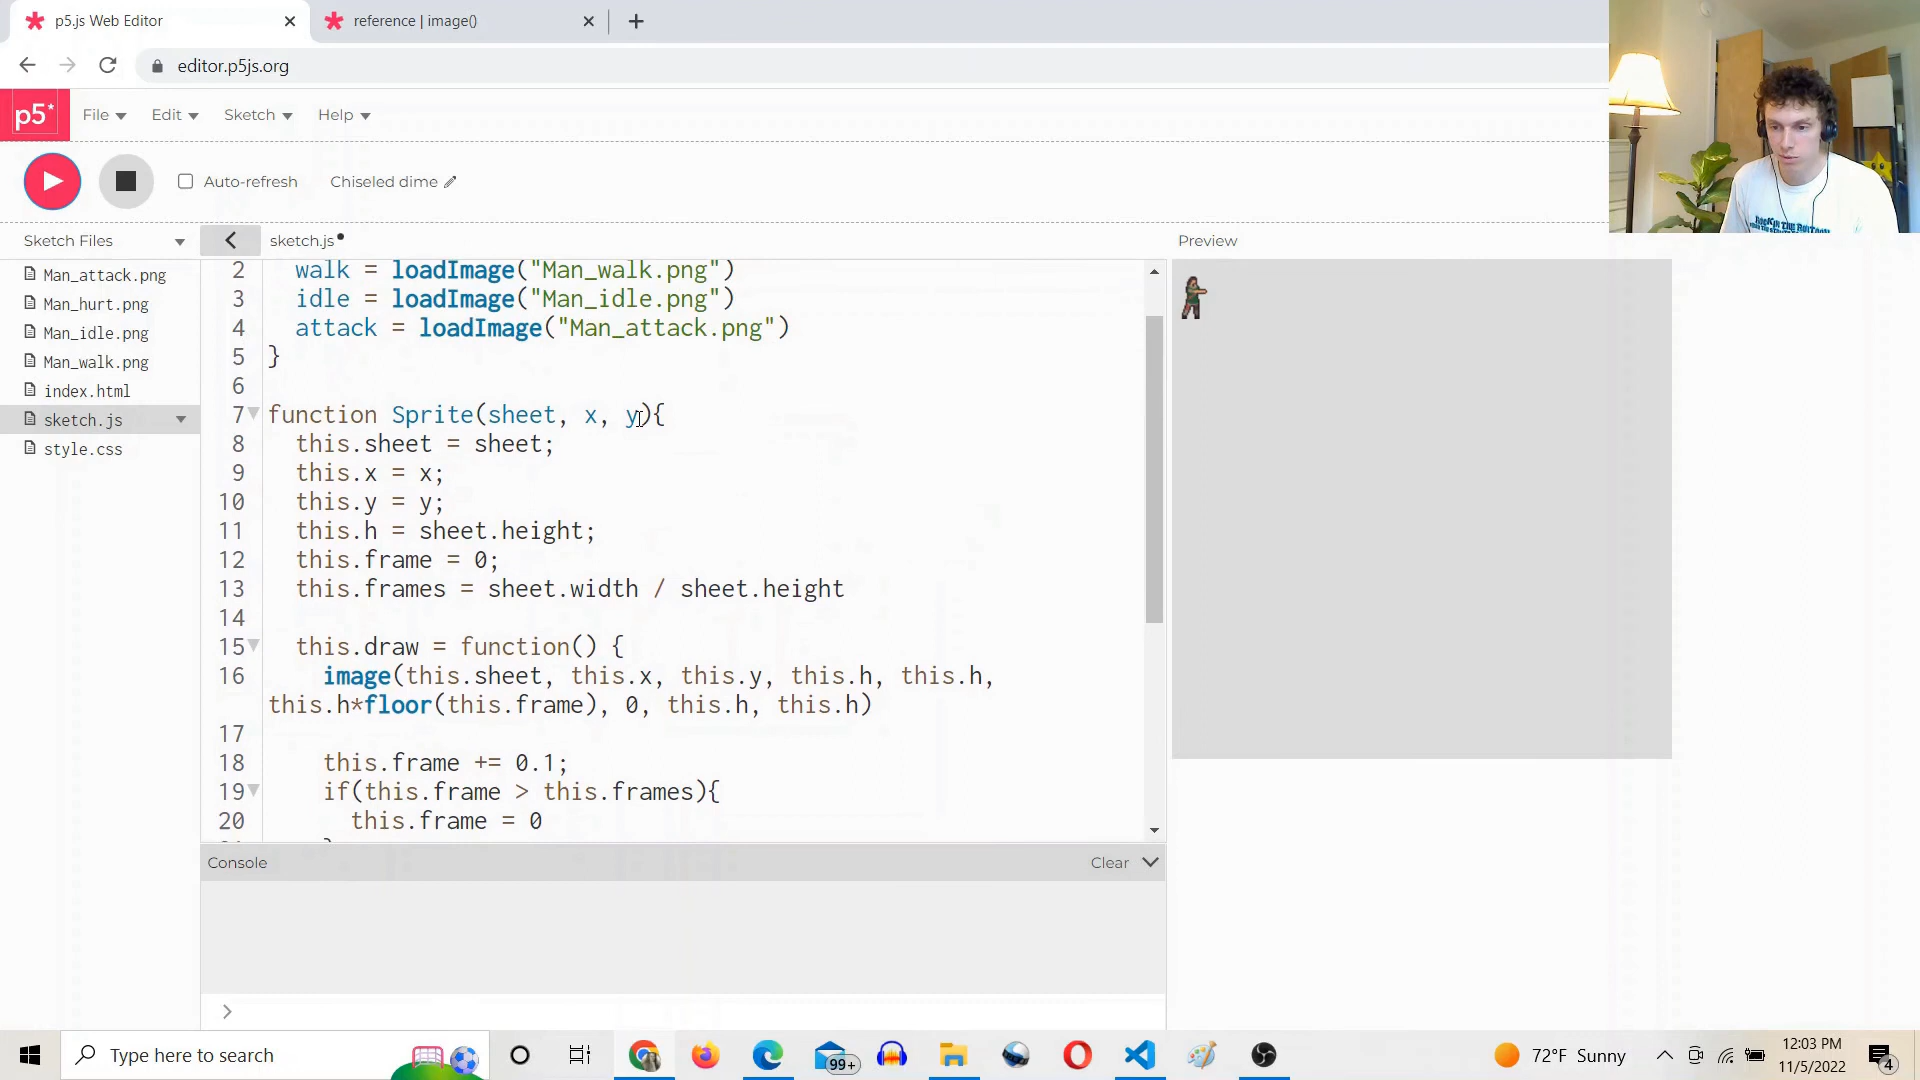 p5.js Web Editor
reference | image()
editor.p5js.org
p5*
File
Edit
Sketch
Help
Auto-refresh
Chiseled dime
Sketch Files
sketch.js
Preview
Man_attack.png
Man_hurt.png
Man_idle.png
Man_walk.png
index.html
sketch.js
style.css
2 walk = loadImage("Man_walk.png")
3 idle = loadImage("Man_idle.png")
4 attack = loadImage("Man_attack.png")
5 }
6
7 function Sprite(sheet, x, y){
8 this.sheet = sheet;
9 this.x = x;
10 this.y = y;
11 this.h = sheet.height;
12 this.frame = 0;
13 this.frames = sheet.width / sheet.height
14
15 this.draw = function() {
16 image(this.sheet, this.x, this.y, this.h, this.h,
this.h*floor(this.frame), 0, this.h, this.h)
17
18 this.frame += 0.1;
19 if(this.frame > this.frames){
20 this.frame = 0
Console
Clear
>
Type here to search
99+
72°F Sunny
12:03 PM
11/5/2022
4